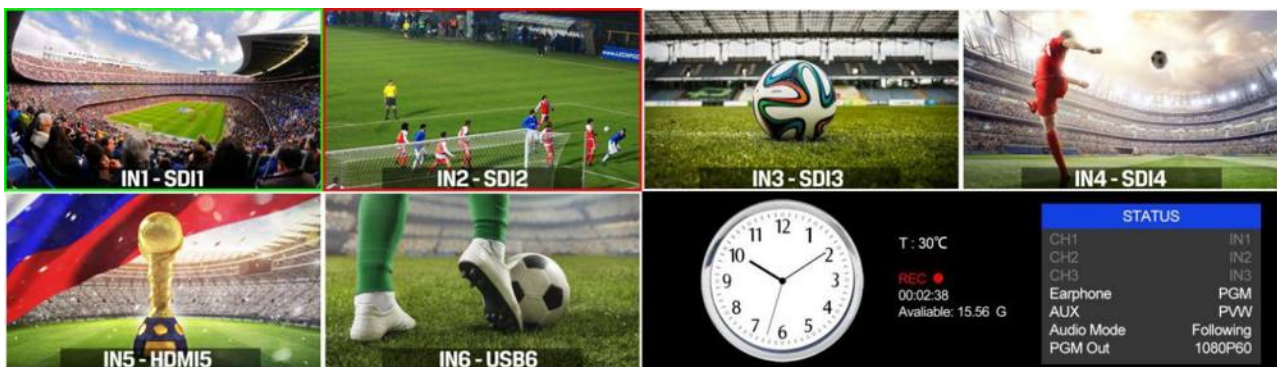 IN1 - SDI1
IN2 - SDI2
IN3 - SDI3
IN4 - SDI4
IN5 - HDMI5
IN6 - USB6
12
1
2
3
4
5
6
7
8
9
10
11
T : 30℃
REC
00:02:38
Avaliable: 15.56 G
STATUS
CH1 IN1
CH2 IN2
CH3 IN3
Earphone PGM
AUX PVW
Audio Mode Following
PGM Out 1080P60